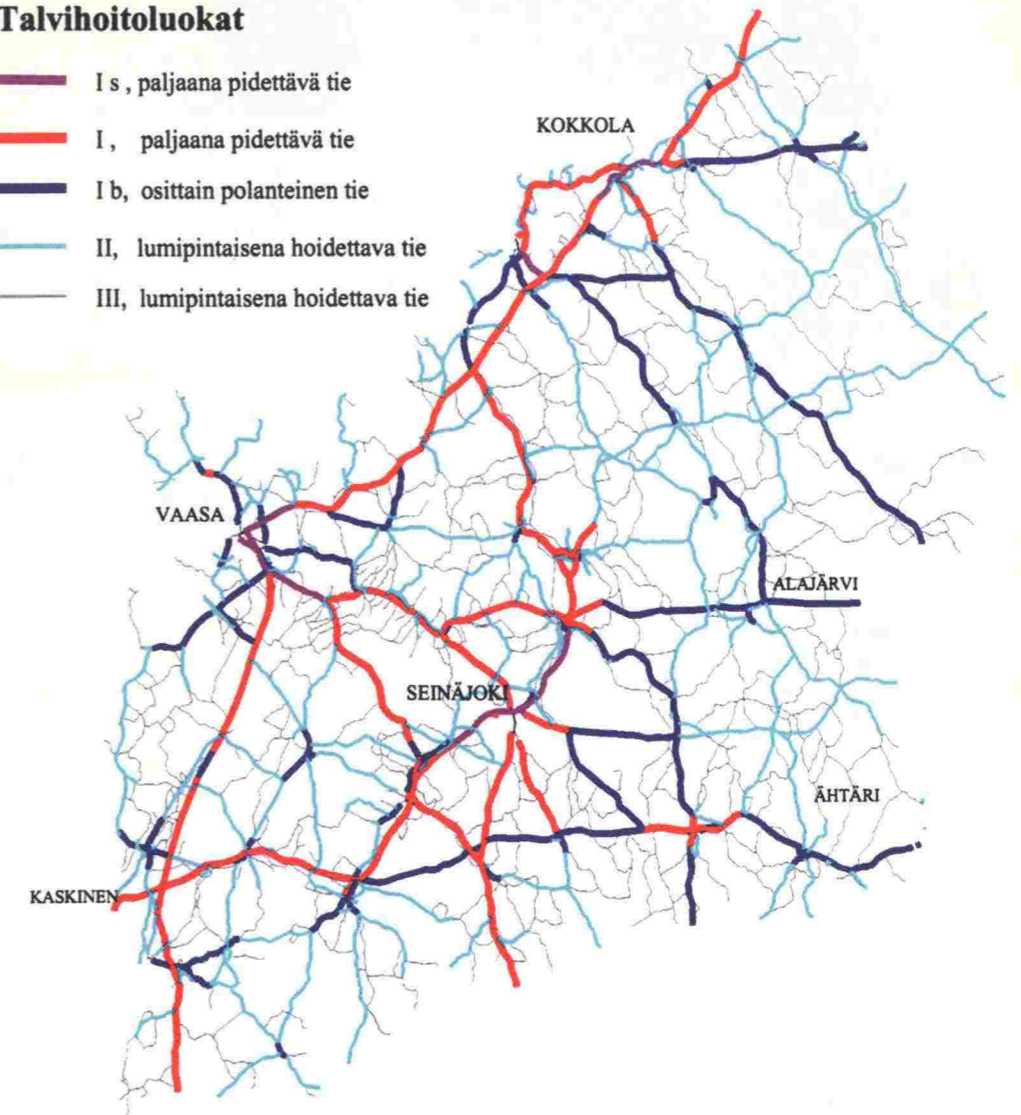 Talvihoitoluokat
I s , paljaana pidettävä tie
I , paljaana pidettävä tie
I b, osittain polanteinen tie
II, lumipintaisena hoidettava tie
III, lumipintaisena hoidettava tie
KOKKOLA
VAASA
ALAJÄRVI
SEINÄJOKI
ÄHTÄRI
KASKINEN